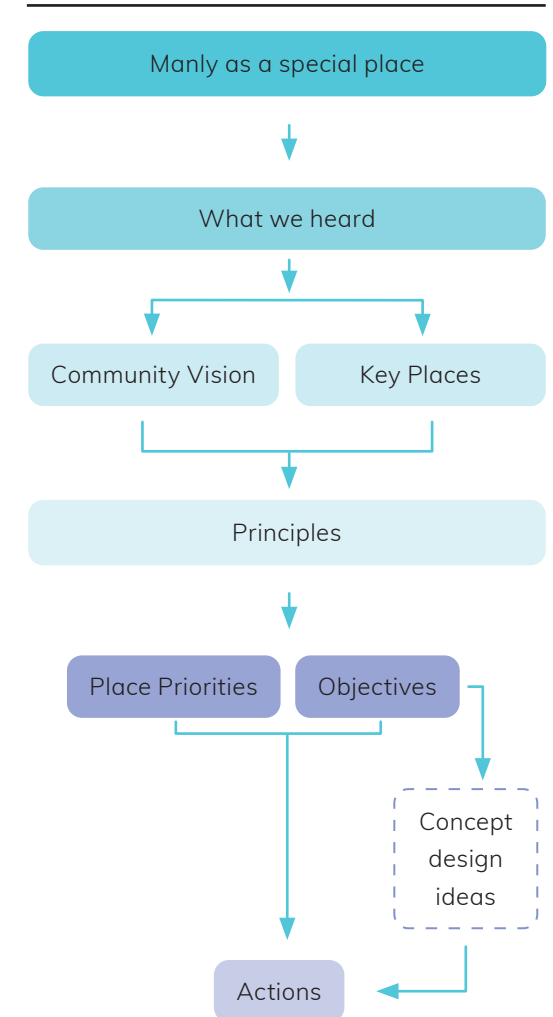 Manly as a special place
What we heard
Community Vision
Key Places
Principles
Place Priorities
Objectives
Concept
design
ideas
Actions